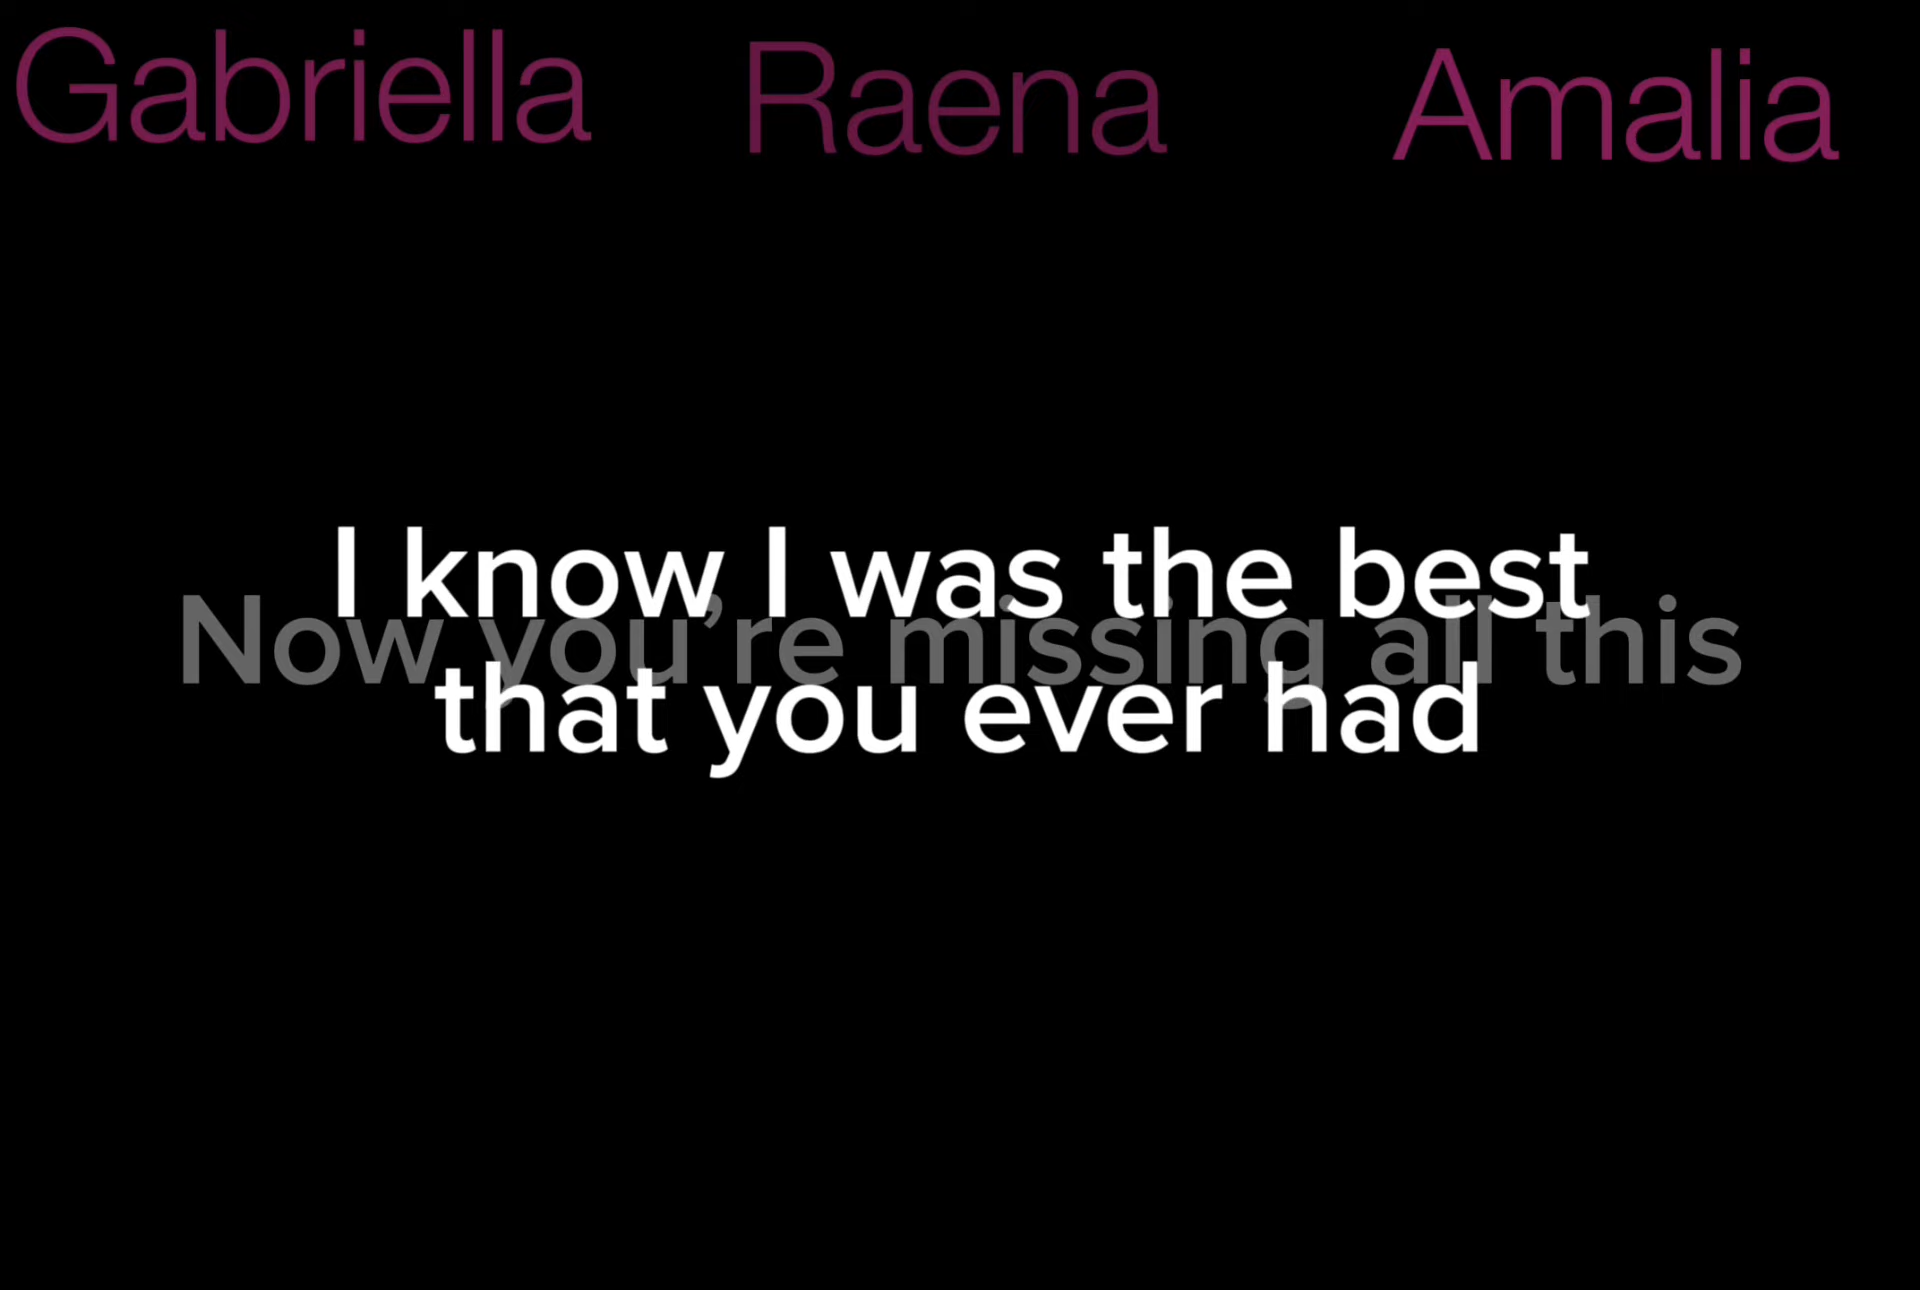 Gabriella Raena Amalia
I know I was the best
Now you’re missing all this
that you ever had